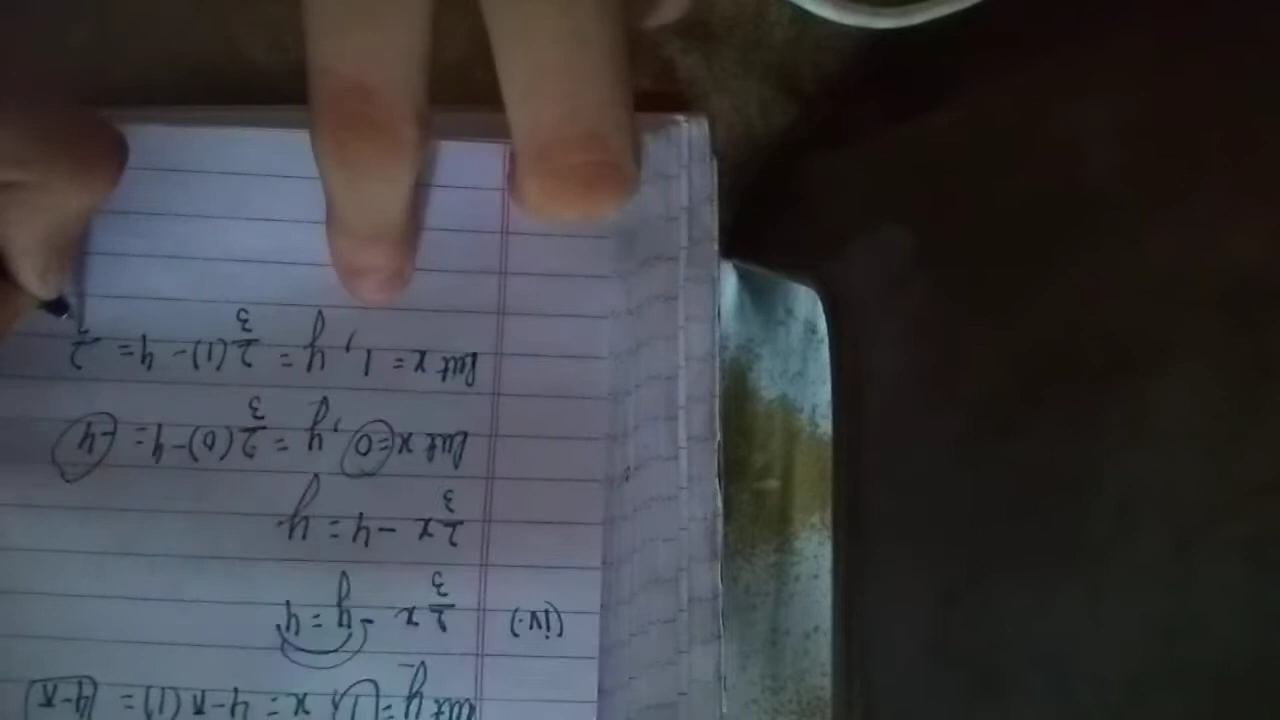 let y = 1, x = 4-π(1) = 4-π
(iv.) 2/3 x - y = 4
2/3 x - 4 = y
let x = 0, y = 2/3 (0) - 4 = -4
let x = 1, y = 2/3 (1) - 4 = 2